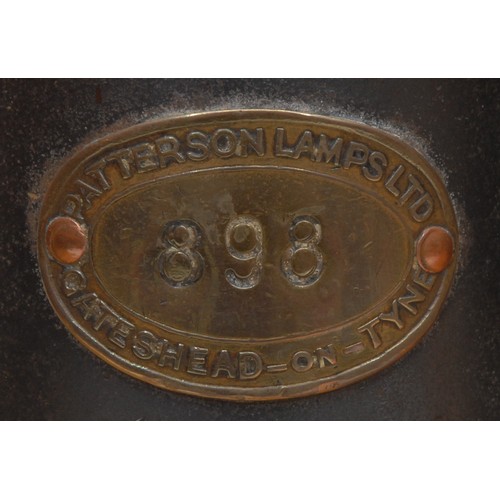 PATTERSON LAMPS LTD
898
GATESHEAD-ON-TYNE